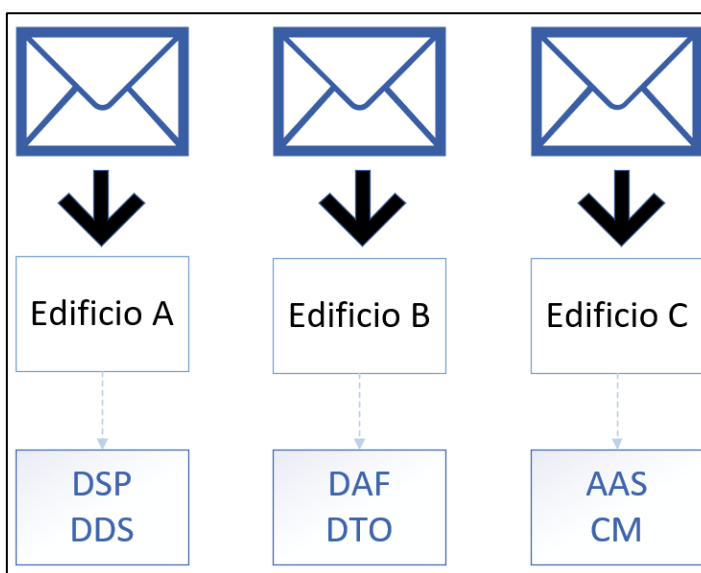 Edificio A
Edificio B
Edificio C
DSP
DDS
DAF
DTO
AAS
CM